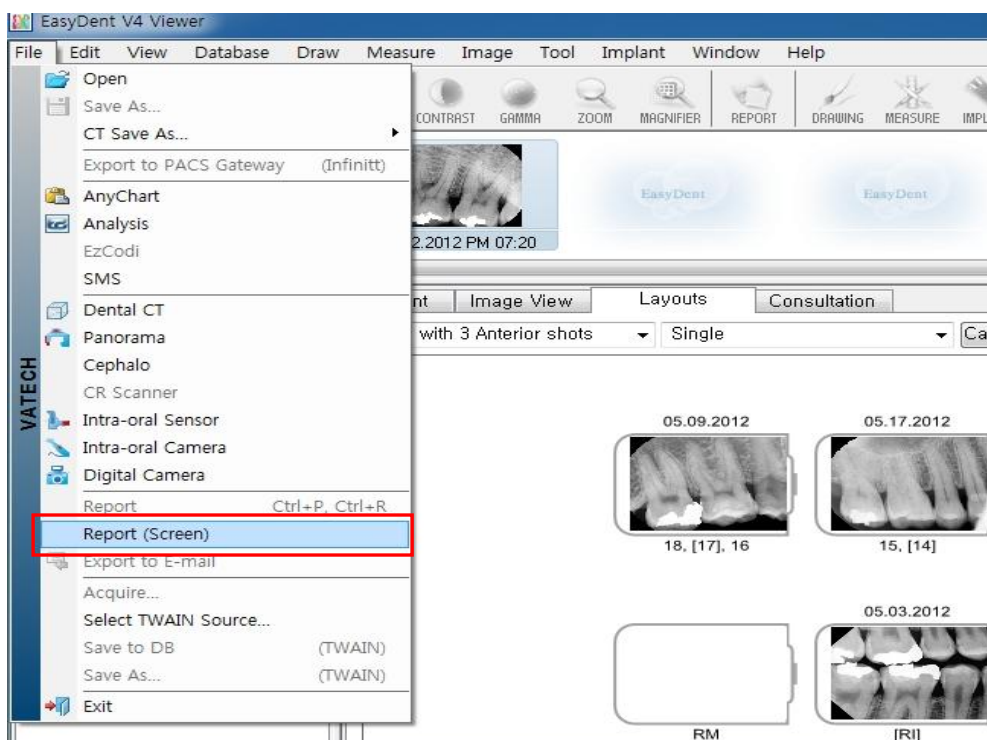 EasyDent V4 Viewer
File Edit View Database Draw Measure Image Tool Implant Window Help
Open
Save As...
CT Save As...
Export to PACS Gateway (Infinitt)
AnyChart
Analysis
EzCodi
SMS
Dental CT
Panorama
Cephalo
CR Scanner
Intra-oral Sensor
Intra-oral Camera
Digital Camera
Report Ctrl+P, Ctrl+R
Report (Screen)
Export to E-mail
Acquire...
Select TWAIN Source...
Save to DB (TWAIN)
Save As... (TWAIN)
Exit
VATECH
CONTRAST GAMMA ZOOM MAGNIFIER REPORT DRAWING MEASURE IMPL
EasyDent EasyDent
2.2012 PM 07:20
nt Image View Layouts Consultation
with 3 Anterior shots Single Ca
05.09.2012 05.17.2012
18, [17], 16 15, [14]
05.03.2012
RM [RI]